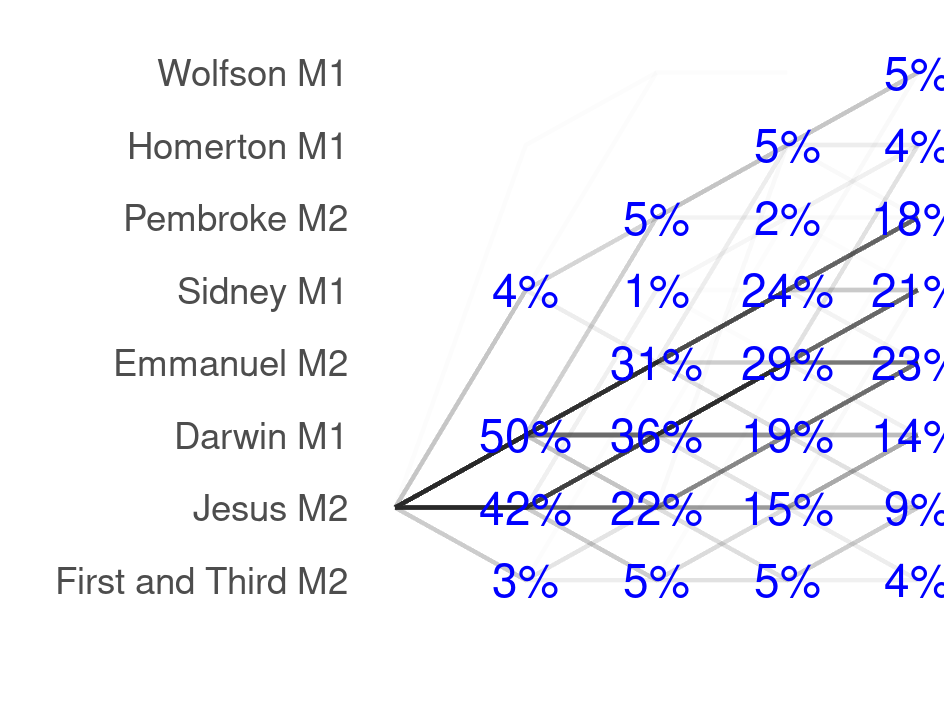 Wolfson M1 5%
Homerton M1 5% 4%
Pembroke M2 5% 2% 18%
Sidney M1 4% 1% 24% 21%
Emmanuel M2 31% 29% 23%
Darwin M1 50% 36% 19% 14%
Jesus M2 42% 22% 15% 9%
First and Third M2 3% 5% 5% 4%